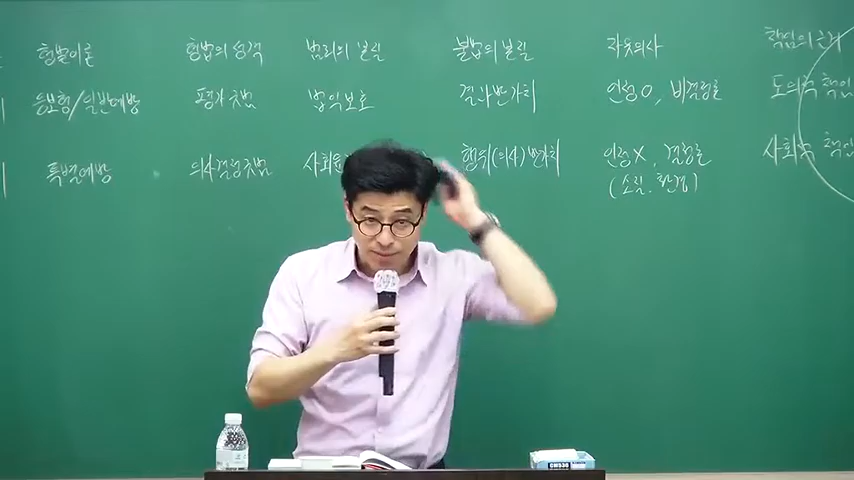 형벌이론 형법의 성격 범죄의 본질 불법의 본질 자유의사 책임의 근거
응보형/일반예방 평가규범 법익보호 결과반가치 인정O, 비결정론 도의적 책임
특별예방 의사결정규범 사회 행위(의사)반가치 인정X, 결정론 사회적 책임
(소질.환경)